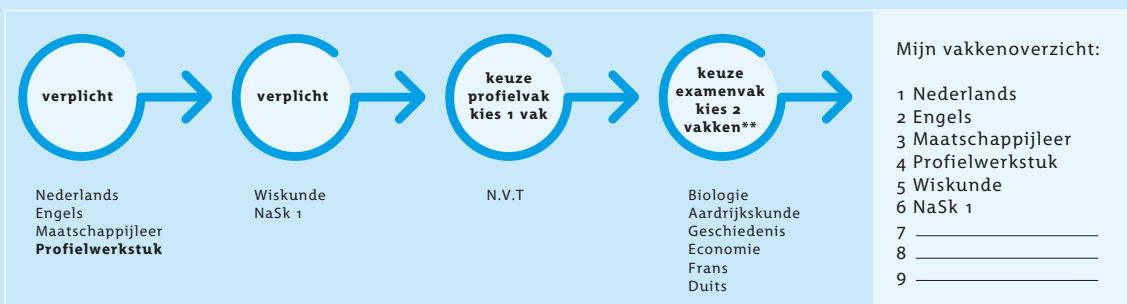 verplicht
Nederlands
Engels
Maatschappijleer
Profielwerkstuk
verplicht
Wiskunde
NaSk 1
keuze
profielvak
kies 1 vak
N.V.T
keuze
examenvak
kies 2
vakken**
Biologie
Aardrijkskunde
Geschiedenis
Economie
Frans
Duits
Mijn vakkenoverzicht:
1 Nederlands
2 Engels
3 Maatschappijleer
4 Profielwerkstuk
5 Wiskunde
6 NaSk 1
7
8
9